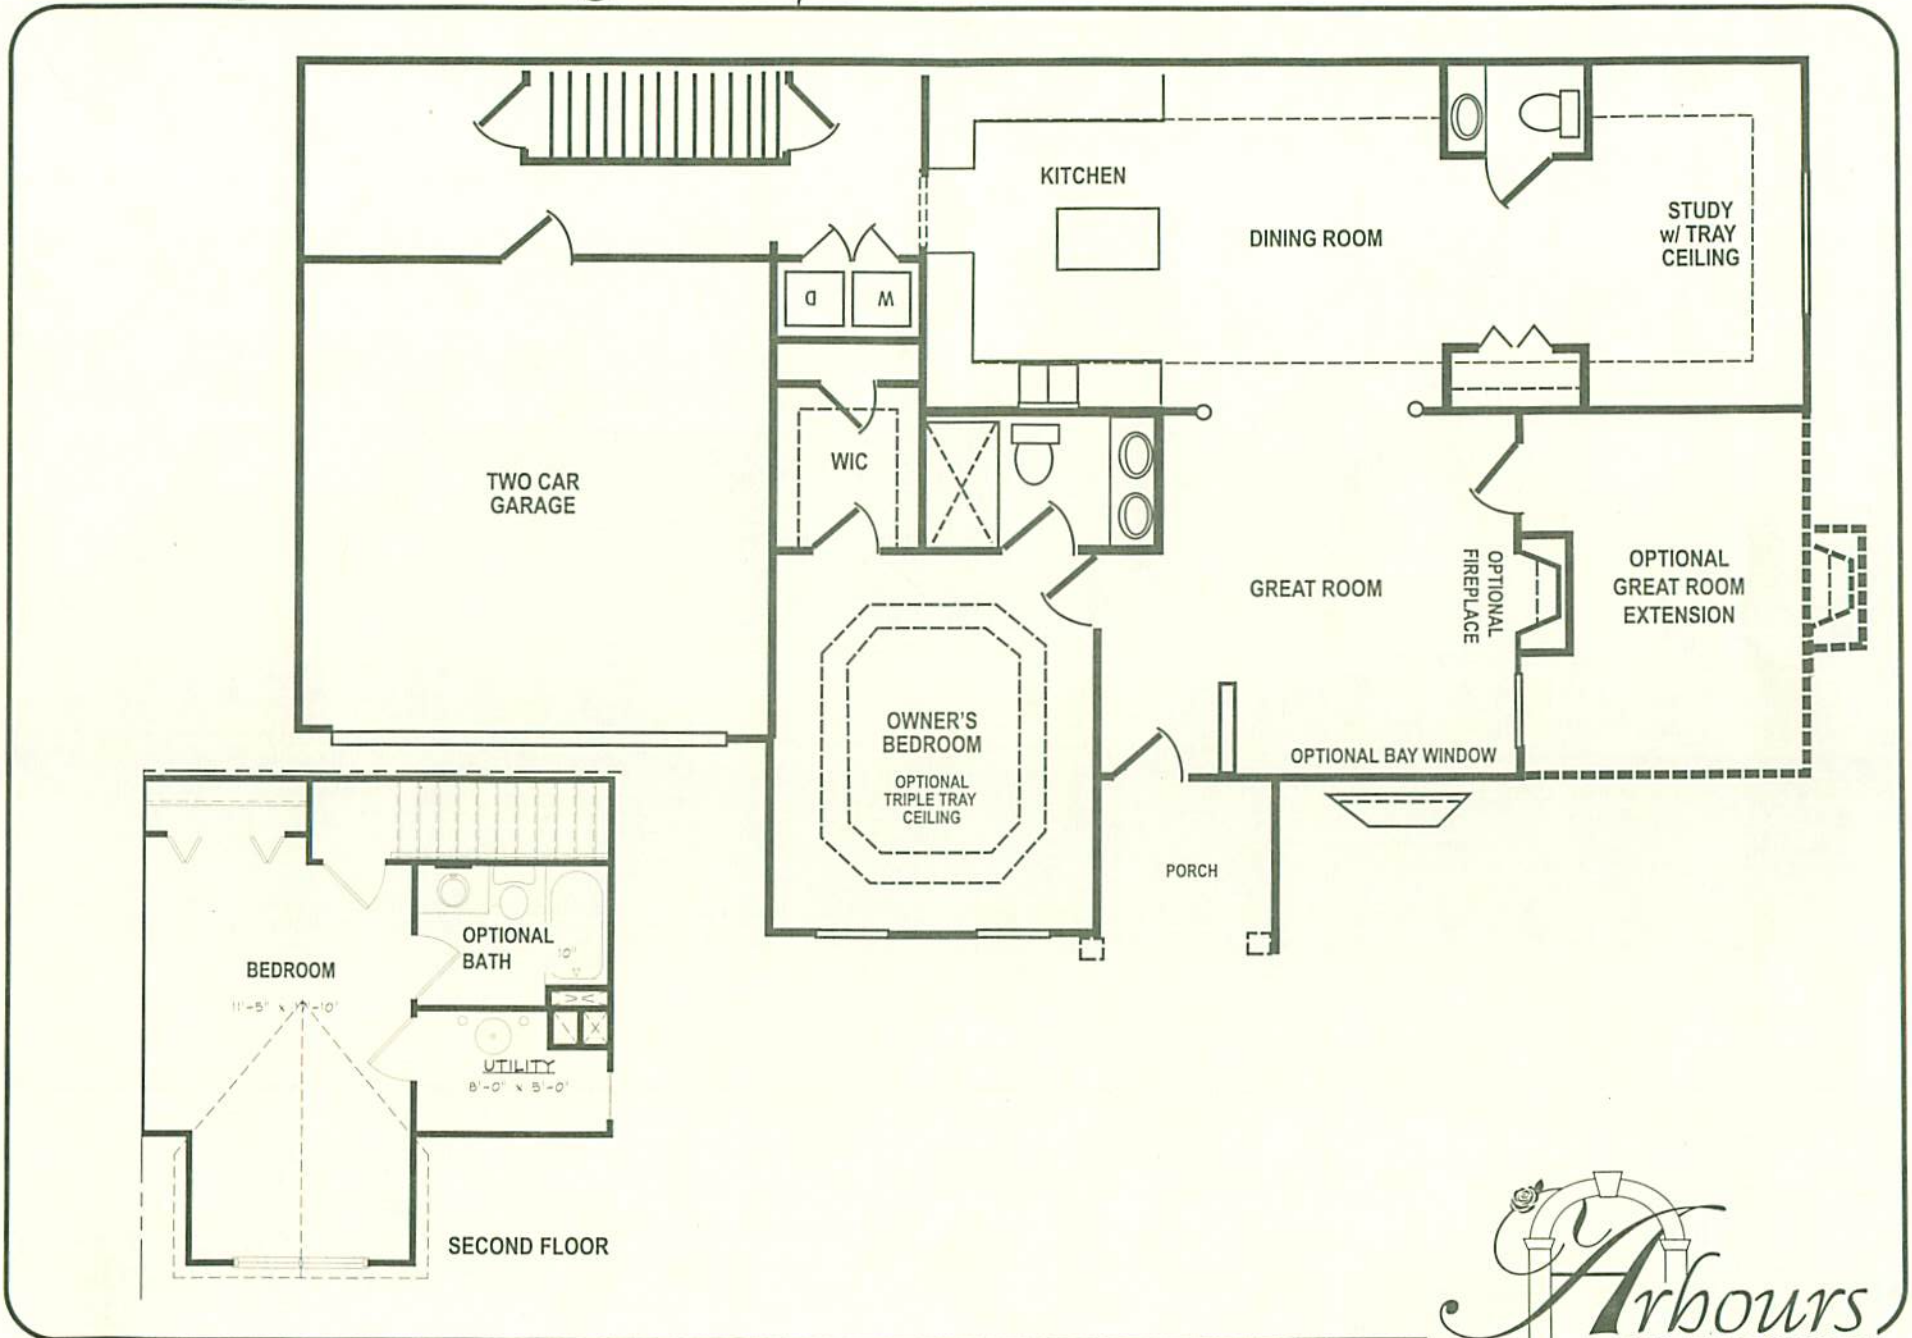 KITCHEN
DINING ROOM
STUDY
w/ TRAY
CEILING
D
W
WIC
TWO CAR
GARAGE
GREAT ROOM
OPTIONAL
FIREPLACE
OPTIONAL
GREAT ROOM
EXTENSION
OWNER'S
BEDROOM
OPTIONAL
TRIPLE TRAY
CEILING
OPTIONAL BAY WINDOW
PORCH
OPTIONAL
BATH
BEDROOM
UTILITY
8'-0" x 5'-0"
SECOND FLOOR
Arbours